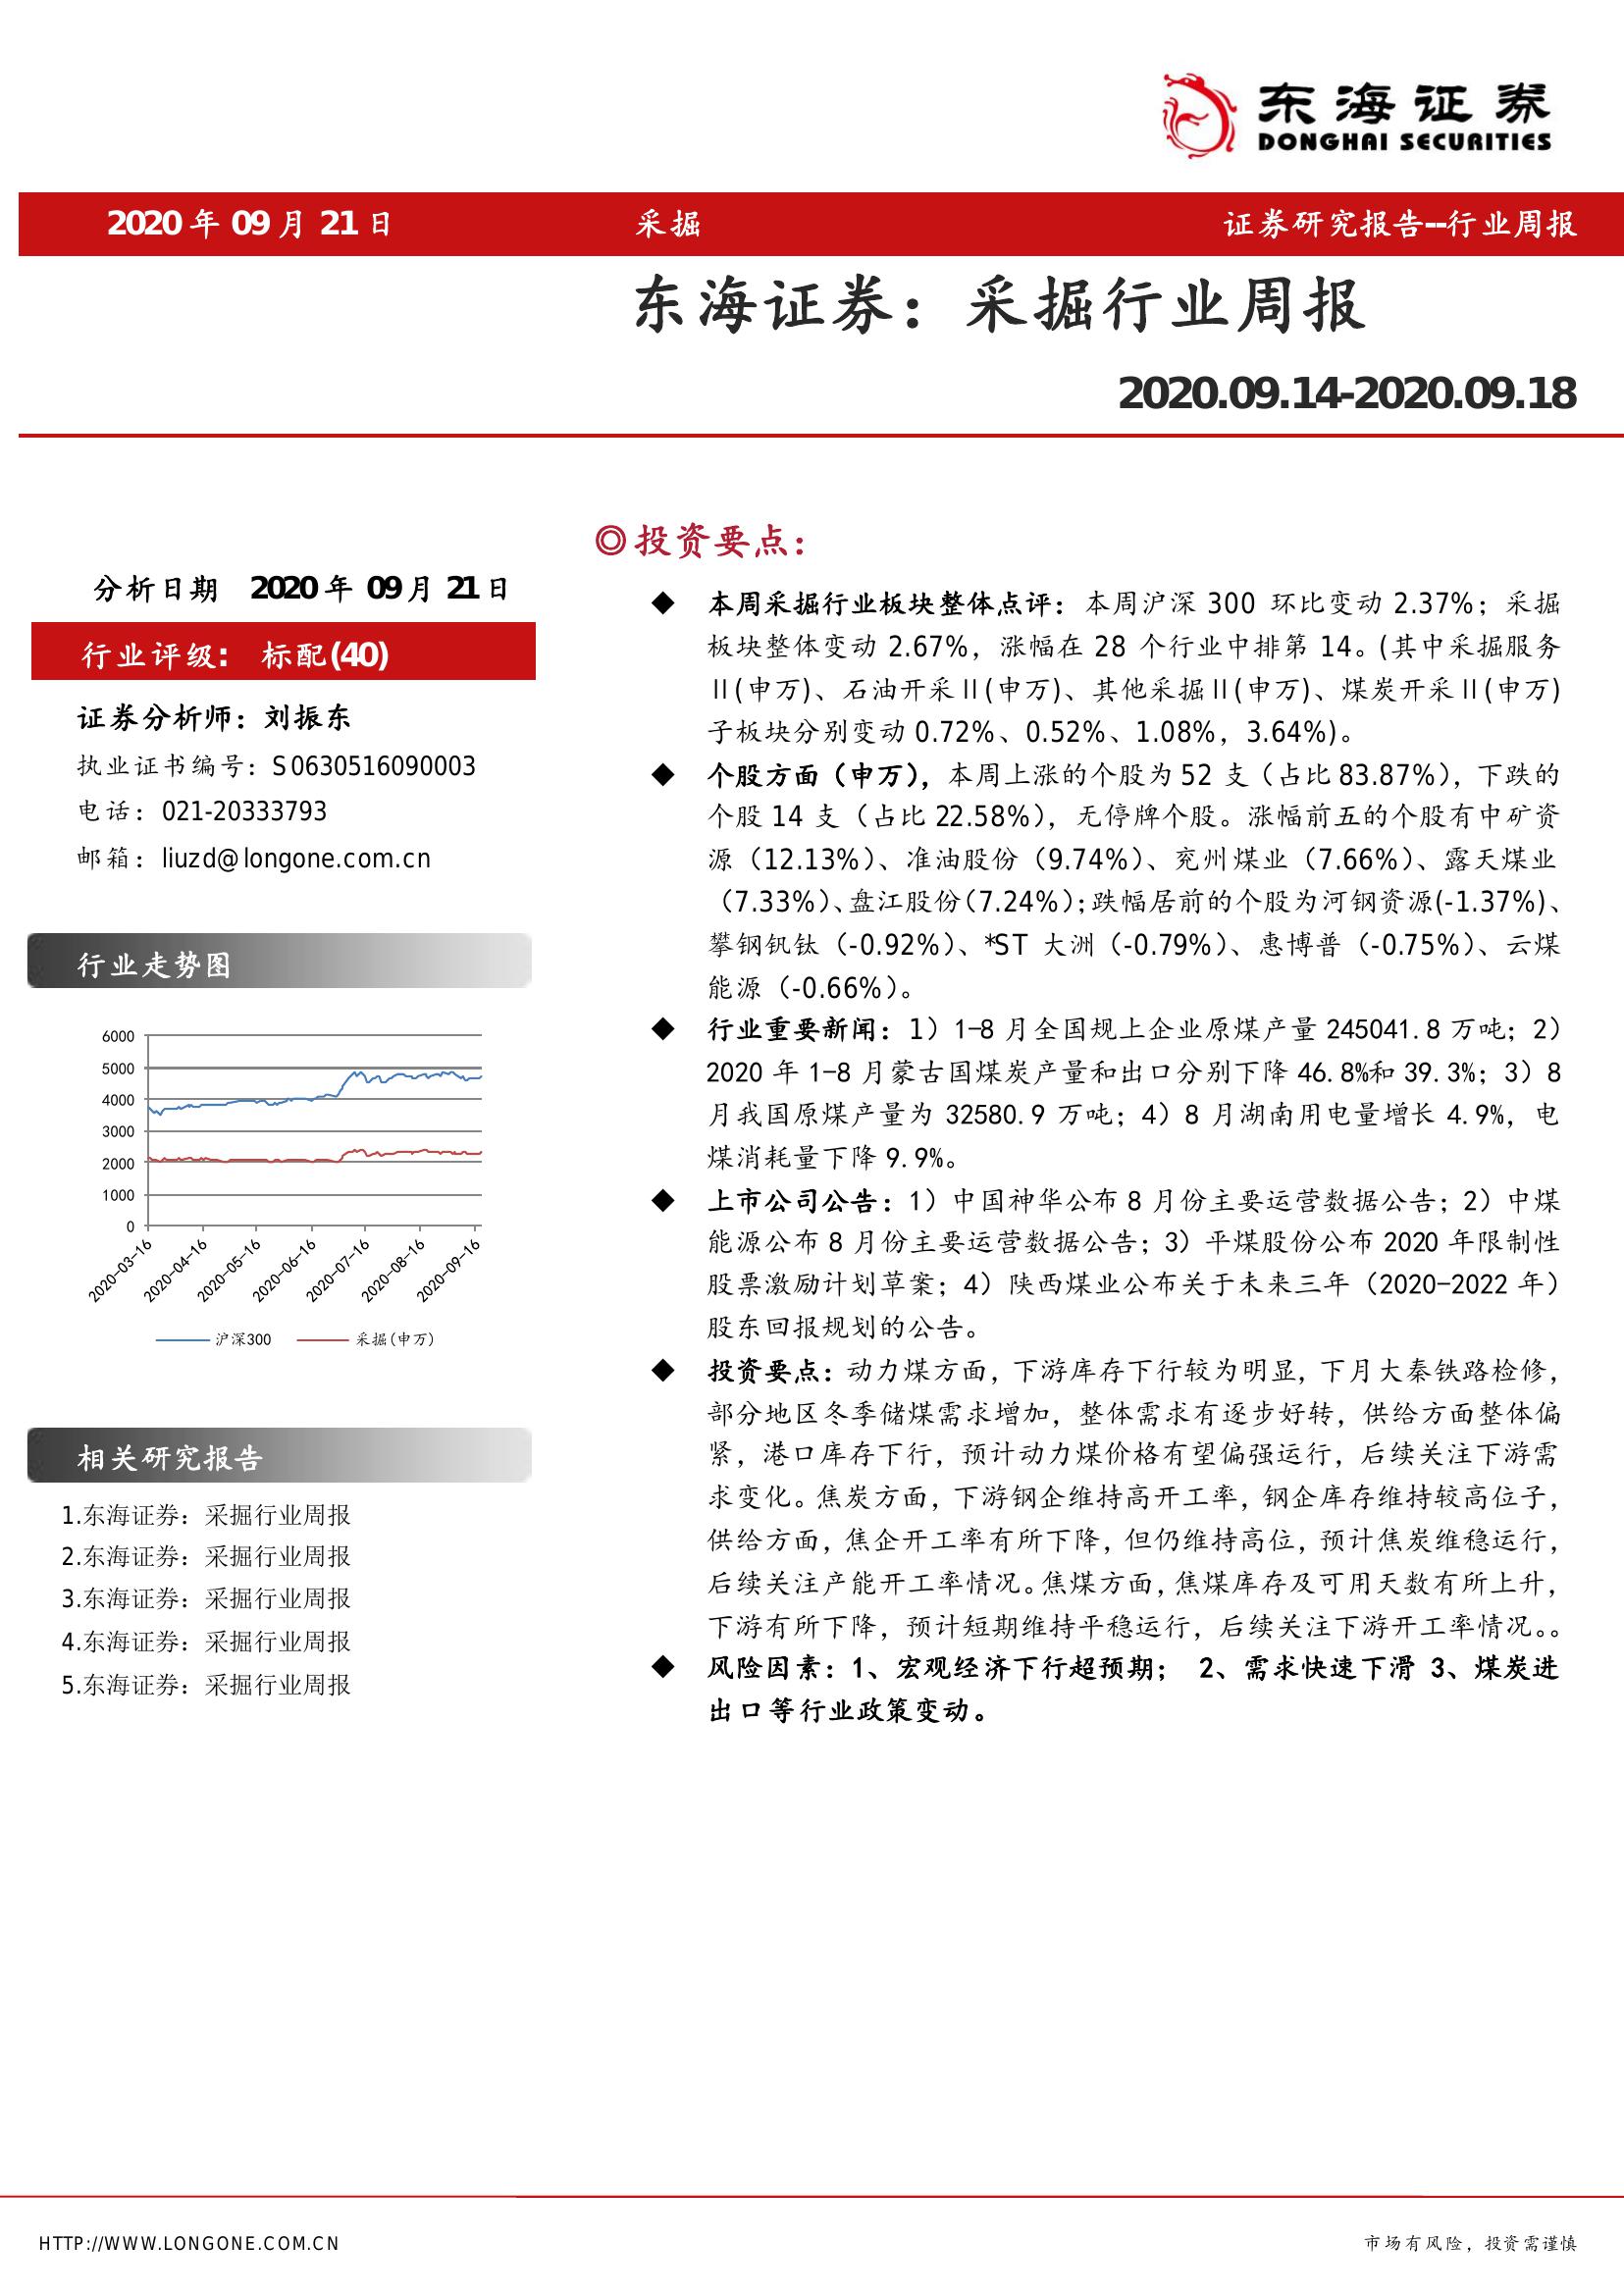 东海证券
DONGHAI SECURITIES
2020 年 09 月 21 日 采掘 证券研究报告--行业周报
东海证券：采掘行业周报
2020.09.14-2020.09.18
分析日期 2020 年 09 月 21 日
行业评级: 标配(40)
证券分析师：刘振东
执业证书编号：S0630516090003
电话：021-20333793
邮箱：liuzd@longone.com.cn
行业走势图
6000
5000
4000
3000
2000
1000
0
2020-03-16
2020-04-16
2020-05-16
2020-06-16
2020-07-16
2020-08-16
2020-09-16
沪深300 采掘(申万)
相关研究报告
1.东海证券：采掘行业周报
2.东海证券：采掘行业周报
3.东海证券：采掘行业周报
4.东海证券：采掘行业周报
5.东海证券：采掘行业周报
◎投资要点：
◆ 本周采掘行业板块整体点评：本周沪深 300 环比变动 2.37%；采掘
板块整体变动 2.67%，涨幅在 28 个行业中排第 14。(其中采掘服务
II(申万)、石油开采II(申万)、其他采掘II(申万)、煤炭开采II(申万)
子板块分别变动 0.72%、0.52%、1.08%，3.64%)。
◆ 个股方面（申万），本周上涨的个股为 52 支（占比 83.87%），下跌的
个股 14 支（占比 22.58%），无停牌个股。涨幅前五的个股有中矿资
源（12.13%）、准油股份（9.74%）、兖州煤业（7.66%）、露天煤业
（7.33%）、盘江股份（7.24%）；跌幅居前的个股为河钢资源(-1.37%)、
攀钢钒钛（-0.92%）、*ST 大洲（-0.79%）、惠博普（-0.75%）、云煤
能源（-0.66%）。
◆ 行业重要新闻：1）1-8 月全国规上企业原煤产量 245041.8 万吨；2）
2020 年 1-8 月蒙古国煤炭产量和出口分别下降 46.8%和 39.3%；3）8
月我国原煤产量为 32580.9 万吨；4）8 月湖南用电量增长 4.9%，电
煤消耗量下降 9.9%。
◆ 上市公司公告：1）中国神华公布 8 月份主要运营数据公告；2）中煤
能源公布 8 月份主要运营数据公告；3）平煤股份公布 2020 年限制性
股票激励计划草案；4）陕西煤业公布关于未来三年（2020-2022 年）
股东回报规划的公告。
◆ 投资要点：动力煤方面，下游库存下行较为明显，下月大秦铁路检修，
部分地区冬季储煤需求增加，整体需求有逐步好转，供给方面整体偏
紧，港口库存下行，预计动力煤价格有望偏强运行，后续关注下游需
求变化。焦炭方面，下游钢企维持高开工率，钢企库存维持较高位子，
供给方面，焦企开工率有所下降，但仍维持高位，预计焦炭维稳运行，
后续关注产能开工率情况。焦煤方面，焦煤库存及可用天数有所上升，
下游有所下降，预计短期维持平稳运行，后续关注下游开工率情况。。
◆ 风险因素：1、宏观经济下行超预期； 2、需求快速下滑 3、煤炭进
出口等行业政策变动。
HTTP://WWW.LONGONE.COM.CN 市场有风险，投资需谨慎